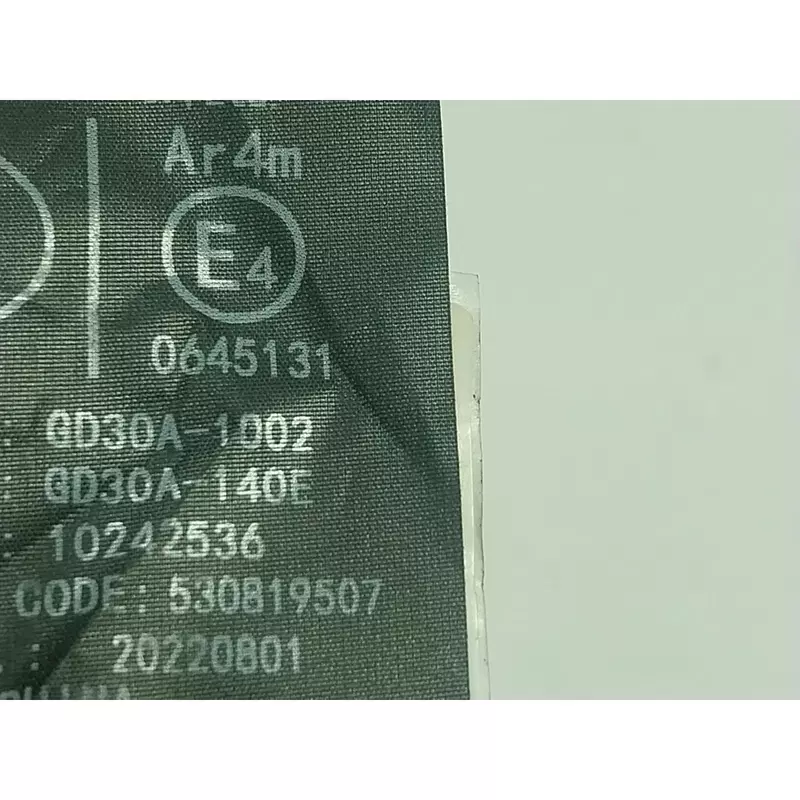 Ar4m
E4
0645131
: GD30A-1002
: GD30A-140E
: 10242536
CODE: 530819507
.: 20220801